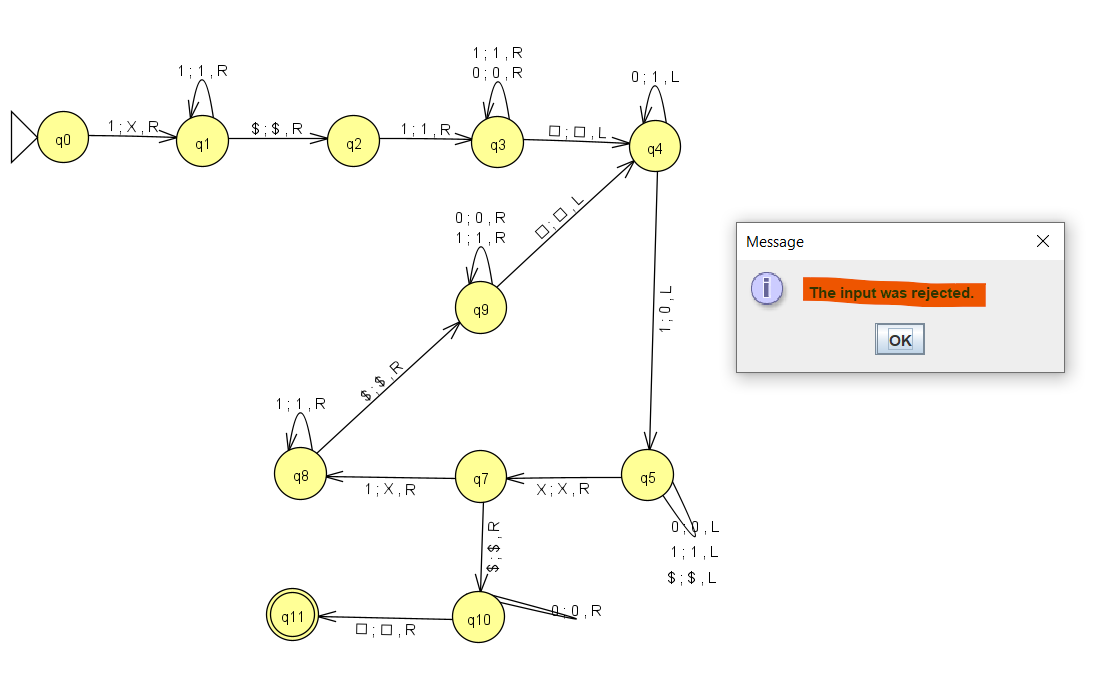 1 ; 1 , R
0 ; 0 , R
1 ; 1 , R
0 ; 1 , L
q0
1 ; X , R
q1
$ ; $ , R
q2
1 ; 1 , R
q3
□ ; □ , L
q4
0 ; 0 , R
1 ; 1 , R
□ ; □ , L
q9
1 ; 0 , L
Message
The input was rejected.
OK
$ ; $ , R
1 ; 1 , R
q8
1 ; X , R
q7
X ; X , R
q5
0 ; 0 , L
1 ; 1 , L
$ ; $ , L
$ ; $ , R
q11
□ ; □ , R
q10
0 ; 0 , R